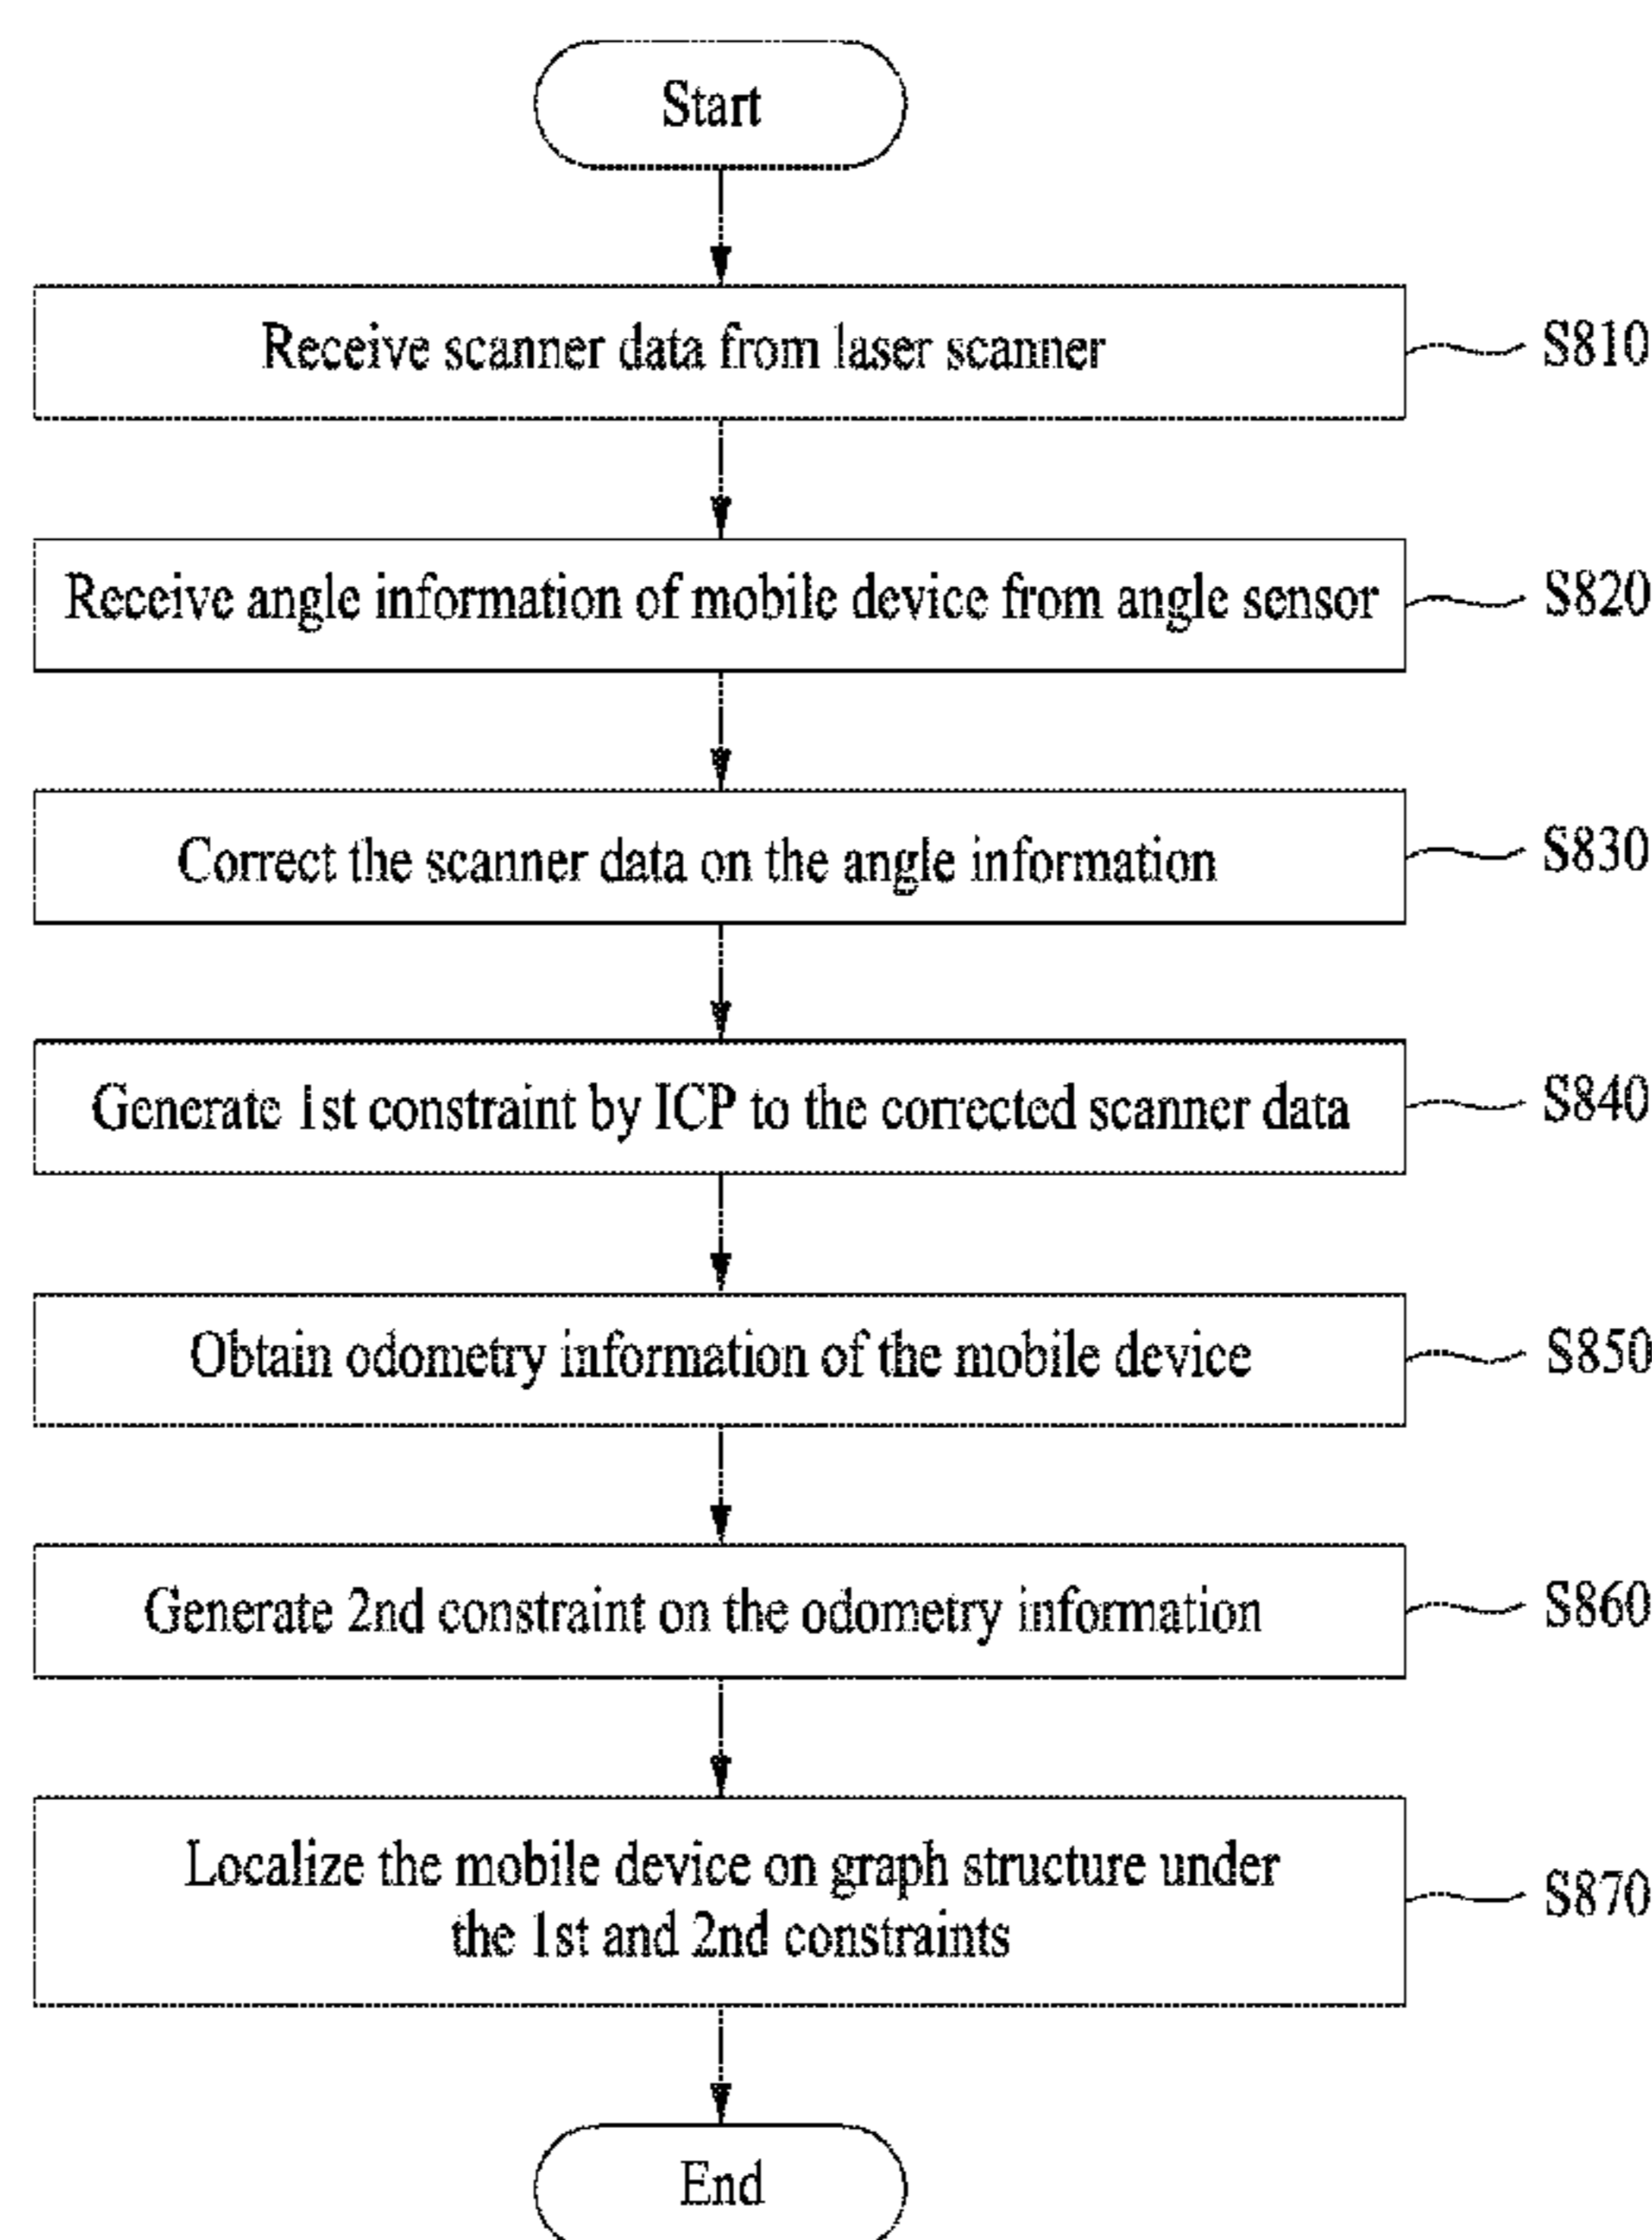 Start
Receive scanner data from laser scanner
S810
Receive angle information of mobile device from angle sensor
S820
Correct the scanner data on the angle information
S830
Generate 1st constraint by ICP to the corrected scanner data
S840
Obtain odometry information of the mobile device
S850
Generate 2nd constraint on the odometry information
S860
Localize the mobile device on graph structure under
the 1st and 2nd constraints
S870
End